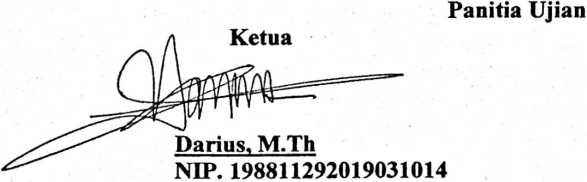 Panitia Ujian
Ketua
Darius, M.Th
NIP. 198811292019031014